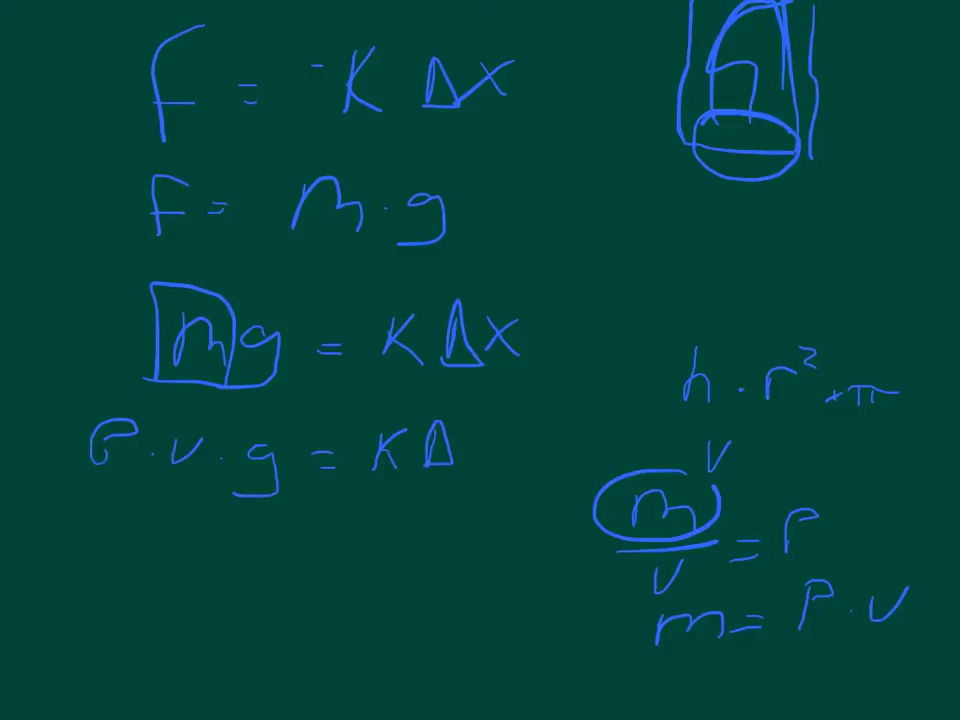 F = -K Δx
F = m · g
mg = K Δx
h · r² · π
ρ · v · g = K Δ
v
m/v = ρ
m = ρ · v